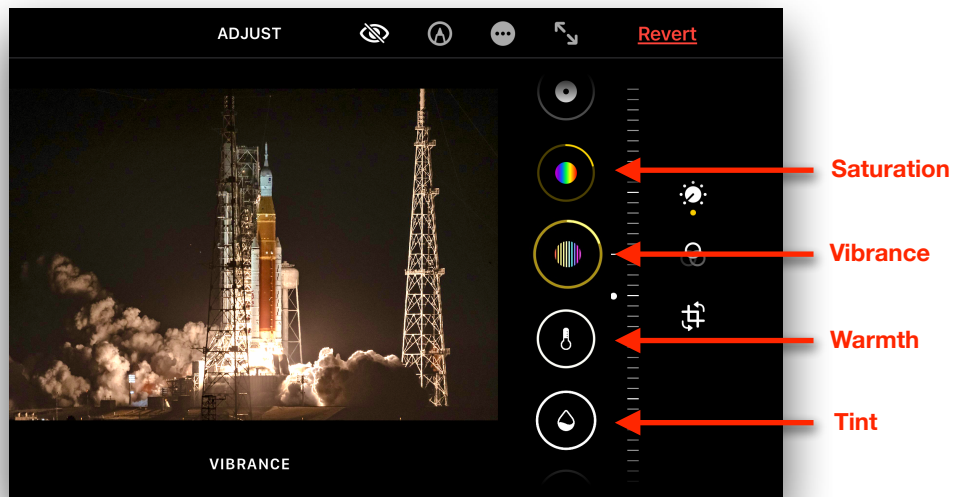 ADJUST
Revert
Saturation
Vibrance
Warmth
Tint
VIBRANCE